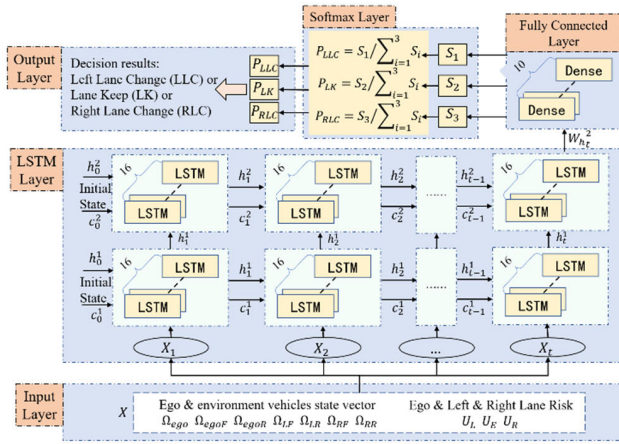 Softmax Layer
Fully Connected
Layer
Output
Layer
Decision results:
Left Lane Change (LLC) or
Lane Keep (LK) or
Right Lane Change (RLC)
P_LLC
P_LK
P_RLC
P_LLC = S_1/∑_{i=1}^{3} S_i
P_LK = S_2/∑_{i=1}^{3} S_i
P_RLC = S_3/∑_{i=1}^{3} S_i
S_1
S_2
S_3
10
Dense
Dense
W_{h_t}^2
LSTM
Layer
h_0^2
Initial
State
c_0^2
16
LSTM
LSTM
h_1^2
c_1^2
16
LSTM
LSTM
h_2^2
c_2^2
......
h_{t-1}^2
c_{t-1}^2
16
LSTM
LSTM
h_1^1
h_2^1
h_t^1
h_0^1
Initial
State
c_0^1
16
LSTM
LSTM
h_1^1
c_1^1
16
LSTM
LSTM
h_2^1
c_2^1
......
h_{t-1}^1
c_{t-1}^1
16
LSTM
LSTM
X_1
X_2
...
X_t
Input
Layer
X
Ego & environment vehicles state vector
Ω_ego Ω_egoF Ω_egoR Ω_LF Ω_LR Ω_RF Ω_RR
Ego & Left & Right Lane Risk
U_L U_E U_R